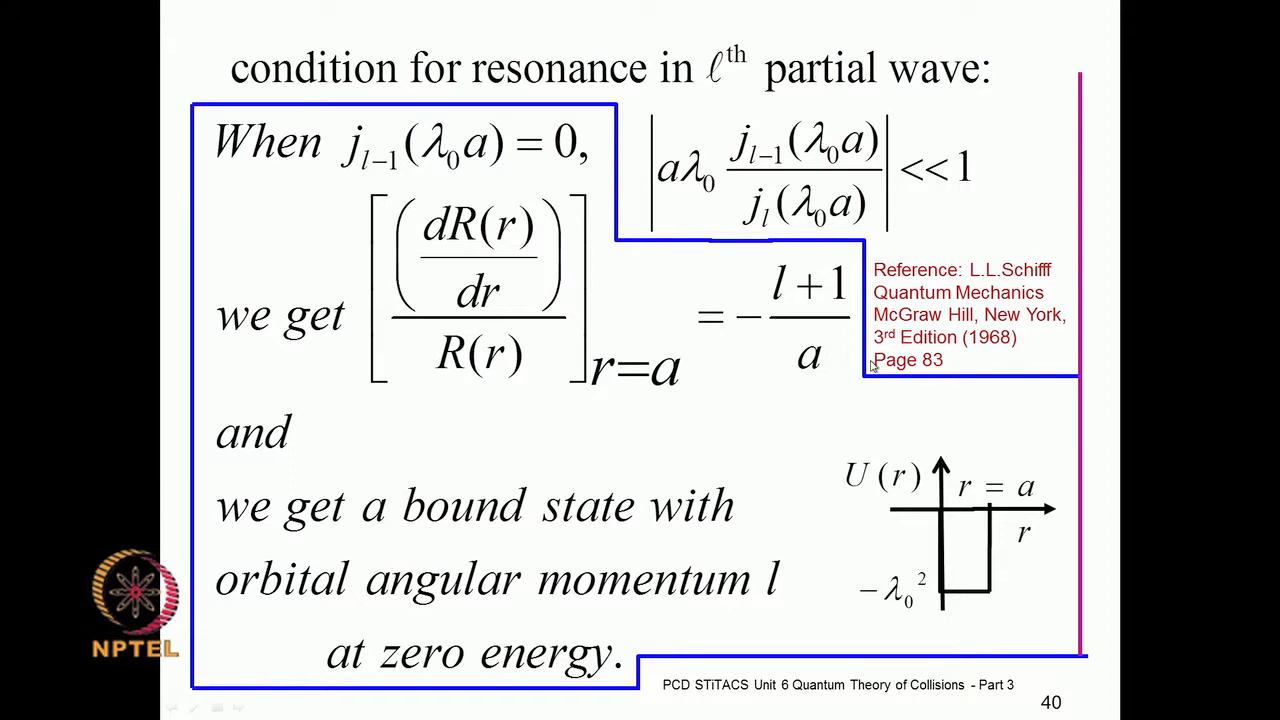 condition for resonance in ℓth partial wave:
When j_{l−1}(λ_0 a) = 0,
|aλ_0 j_{l−1}(λ_0 a) / j_l(λ_0 a)| << 1
we get [(dR(r)/dr) / R(r)]_{r=a} = − (l+1)/a
Reference: L.L.Schifff
Quantum Mechanics
McGraw Hill, New York,
3rd Edition (1968)
Page 83
and
we get a bound state with
orbital angular momentum l
at zero energy.
U(r)
r = a
r
− λ_0^2
NPTEL
PCD STiTACS Unit 6 Quantum Theory of Collisions - Part 3
40